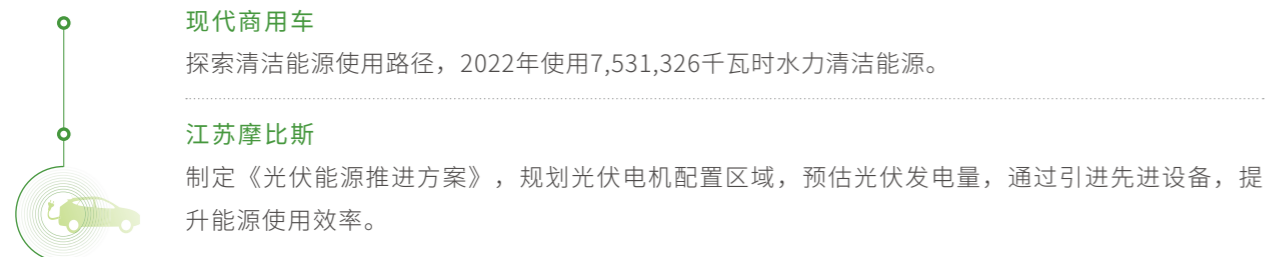 现代商用车
探索清洁能源使用路径，2022年使用7,531,326千瓦时水力清洁能源。
江苏摩比斯
制定《光伏能源推进方案》，规划光伏电机配置区域，预估光伏发电量，通过引进先进设备，提
升能源使用效率。